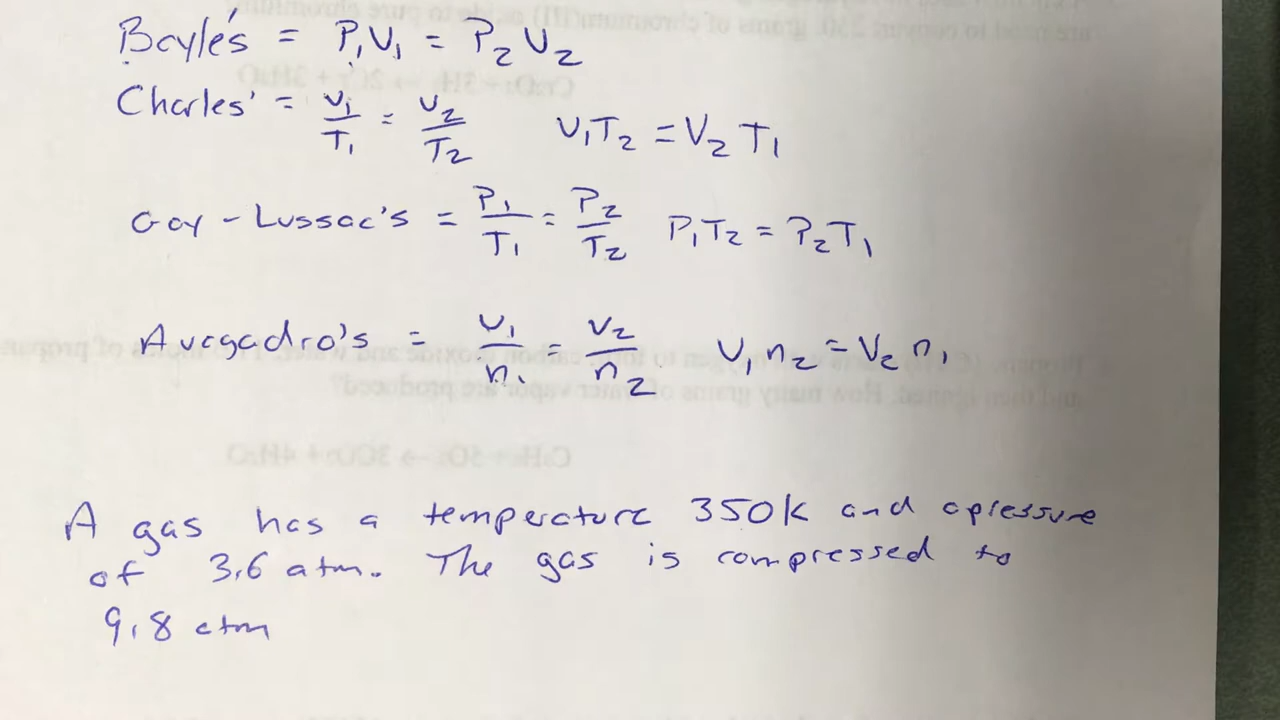 Boyle's = P₁V₁ = P₂V₂
Charles' = V₁/T₁ = V₂/T₂ V₁T₂ = V₂T₁
Gay-Lussac's = P₁/T₁ = P₂/T₂ P₁T₂ = P₂T₁
Avogadro's = V₁/n₁ = V₂/n₂ V₁n₂ = V₂n₁
A gas has a temperature 350K and a pressure
of 3.6 atm. The gas is compressed to
9.8 atm